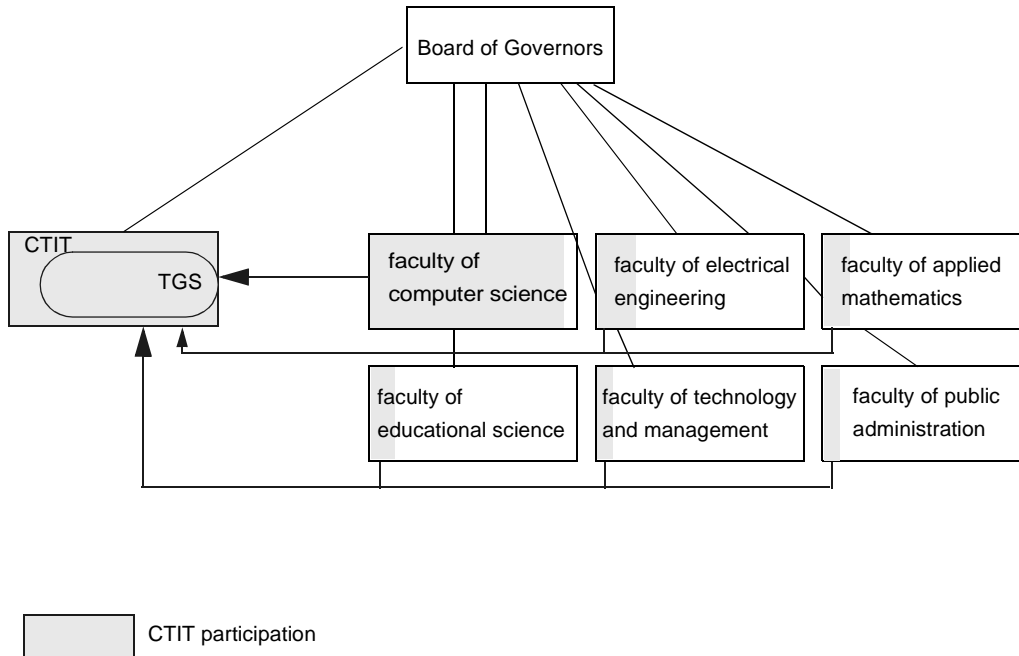 Board of Governors
CTIT
TGS
faculty of
computer science
faculty of electrical
engineering
faculty of applied
mathematics
faculty of
educational science
faculty of technology
and management
faculty of public
administration
CTIT participation